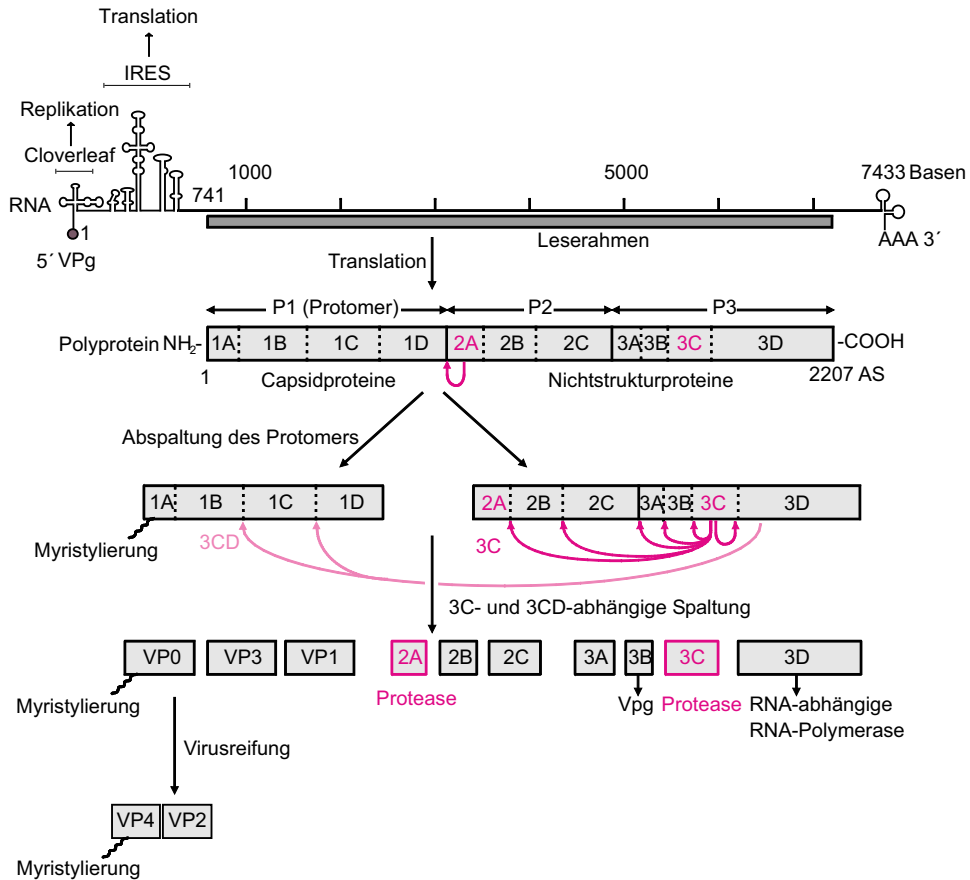 Translation
IRES
Replikation
Cloverleaf
RNA
1
5´ VPg
741
1000
5000
7433 Basen
AAA 3´
Leserahmen
Translation
P1 (Protomer)
P2
P3
Polyprotein NH2-
1A
1B
1C
1D
2A
2B
2C
3A
3B
3C
3D
-COOH
1
Capsidproteine
Nichtstrukturproteine
2207 AS
Abspaltung des Protomers
1A
1B
1C
1D
2A
2B
2C
3A
3B
3C
3D
Myristylierung
3CD
3C
3C- und 3CD-abhängige Spaltung
VP0
VP3
VP1
2A
2B
2C
3A
3B
3C
3D
Myristylierung
Protease
Vpg
Protease
RNA-abhängige
RNA-Polymerase
Virusreifung
VP4
VP2
Myristylierung